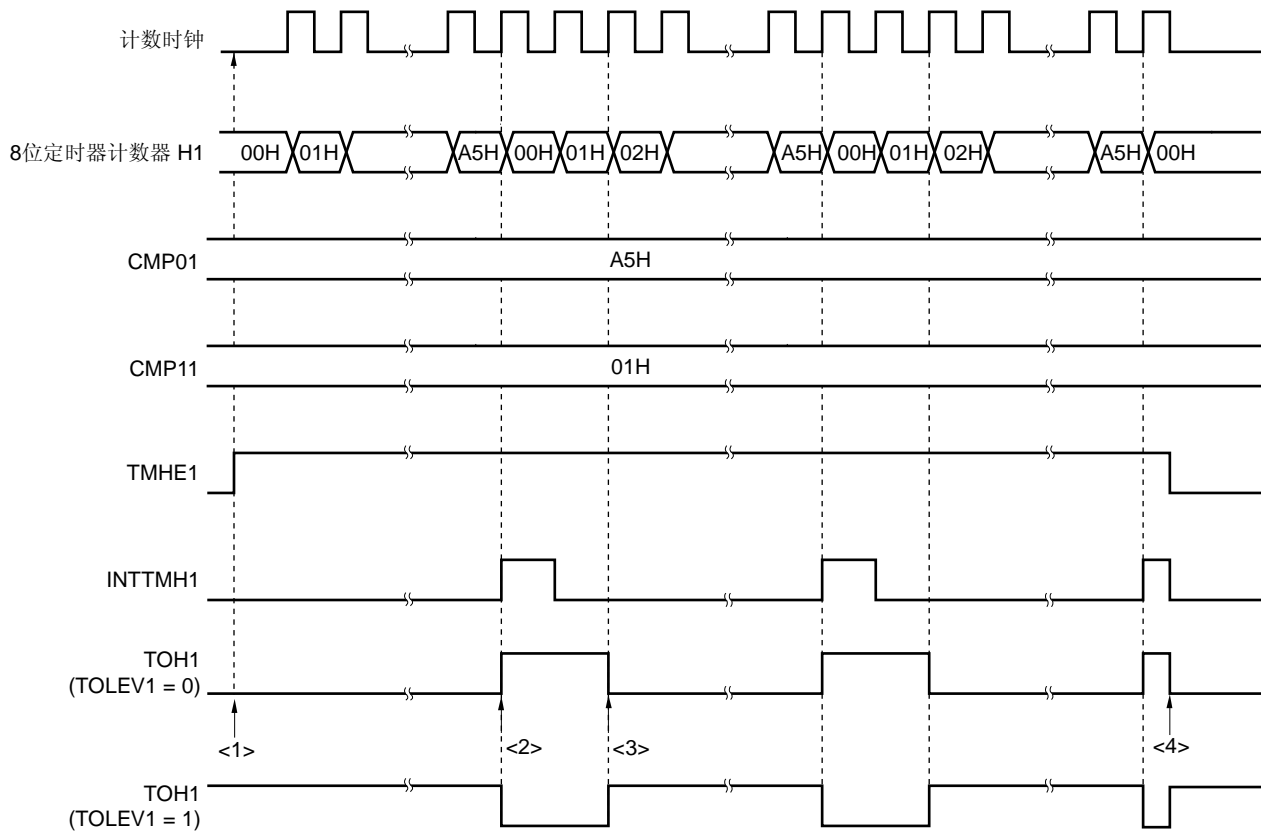 计数时钟
8位定时器计数器 H1
00H 01H A5H 00H 01H 02H A5H 00H 01H 02H A5H 00H
CMP01
A5H
CMP11
01H
TMHE1
INTTMH1
TOH1
(TOLEV1 = 0)
<1> <2> <3> <4>
TOH1
(TOLEV1 = 1)